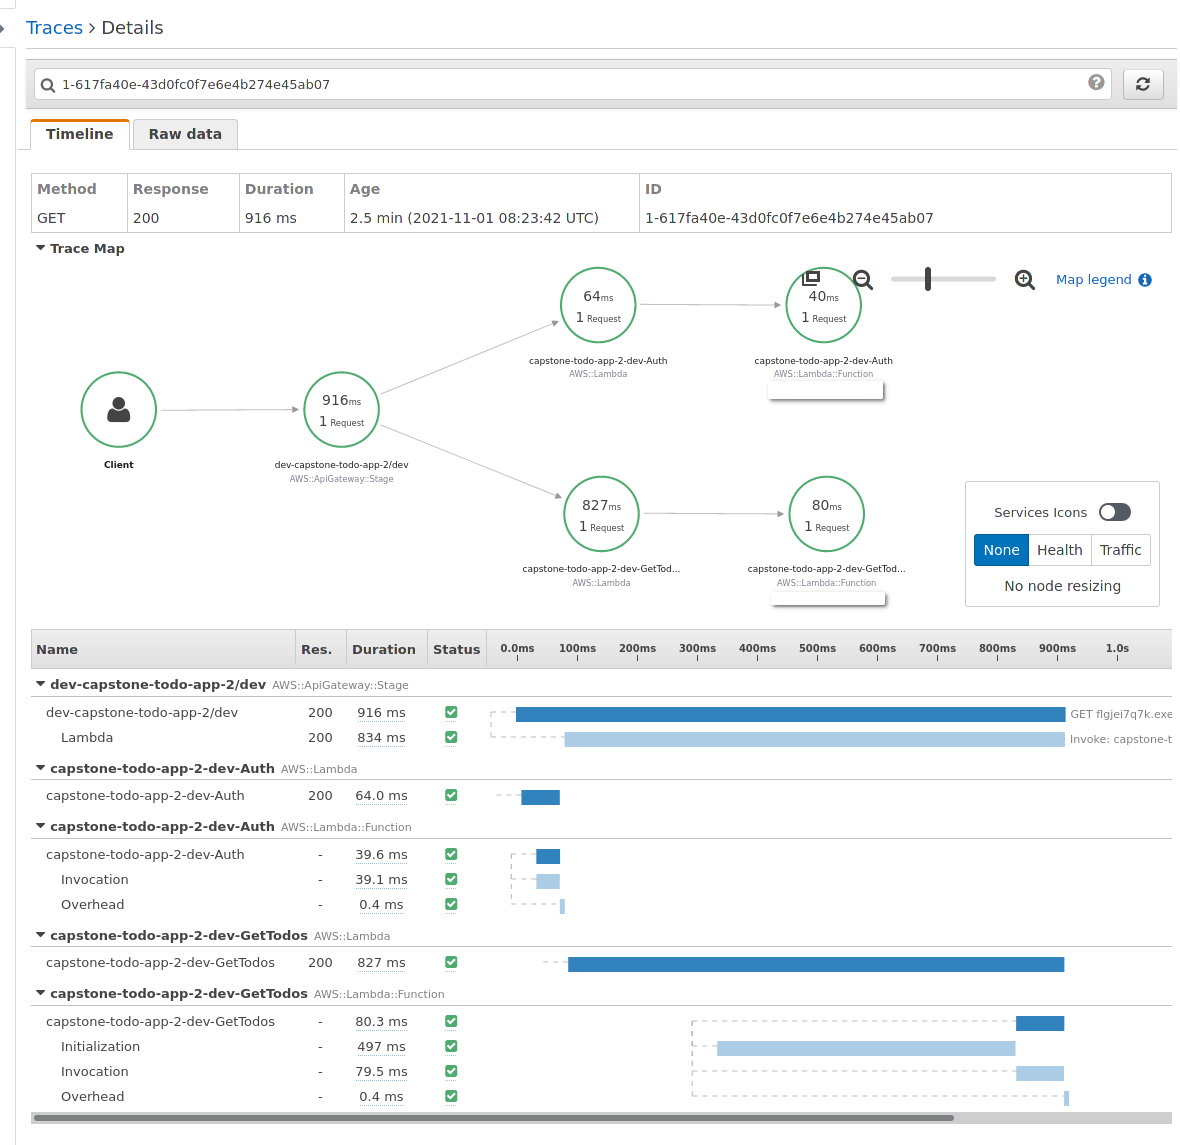 Traces > Details
1-617fa40e-43d0fc0f7e6e4b274e45ab07
Timeline Raw data
Method Response Duration Age ID
GET 200 916 ms 2.5 min (2021-11-01 08:23:42 UTC) 1-617fa40e-43d0fc0f7e6e4b274e45ab07
Trace Map
Map legend
64ms
1 Request
capstone-todo-app-2-dev-Auth
AWS::Lambda
40ms
1 Request
capstone-todo-app-2-dev-Auth
AWS::Lambda::Function
Client
916ms
1 Request
dev-capstone-todo-app-2/dev
AWS::ApiGateway::Stage
827ms
1 Request
capstone-todo-app-2-dev-GetTod...
AWS::Lambda
80ms
1 Request
capstone-todo-app-2-dev-GetTod...
AWS::Lambda::Function
Services Icons
None Health Traffic
No node resizing
Name Res. Duration Status 0.0ms 100ms 200ms 300ms 400ms 500ms 600ms 700ms 800ms 900ms 1.0s
dev-capstone-todo-app-2/dev AWS::ApiGateway::Stage
dev-capstone-todo-app-2/dev 200 916 ms GET flgjei7q7k.exe
Lambda 200 834 ms Invoke: capstone-t
capstone-todo-app-2-dev-Auth AWS::Lambda
capstone-todo-app-2-dev-Auth 200 64.0 ms
capstone-todo-app-2-dev-Auth AWS::Lambda::Function
capstone-todo-app-2-dev-Auth - 39.6 ms
Invocation - 39.1 ms
Overhead - 0.4 ms
capstone-todo-app-2-dev-GetTodos AWS::Lambda
capstone-todo-app-2-dev-GetTodos 200 827 ms
capstone-todo-app-2-dev-GetTodos AWS::Lambda::Function
capstone-todo-app-2-dev-GetTodos - 80.3 ms
Initialization - 497 ms
Invocation - 79.5 ms
Overhead - 0.4 ms